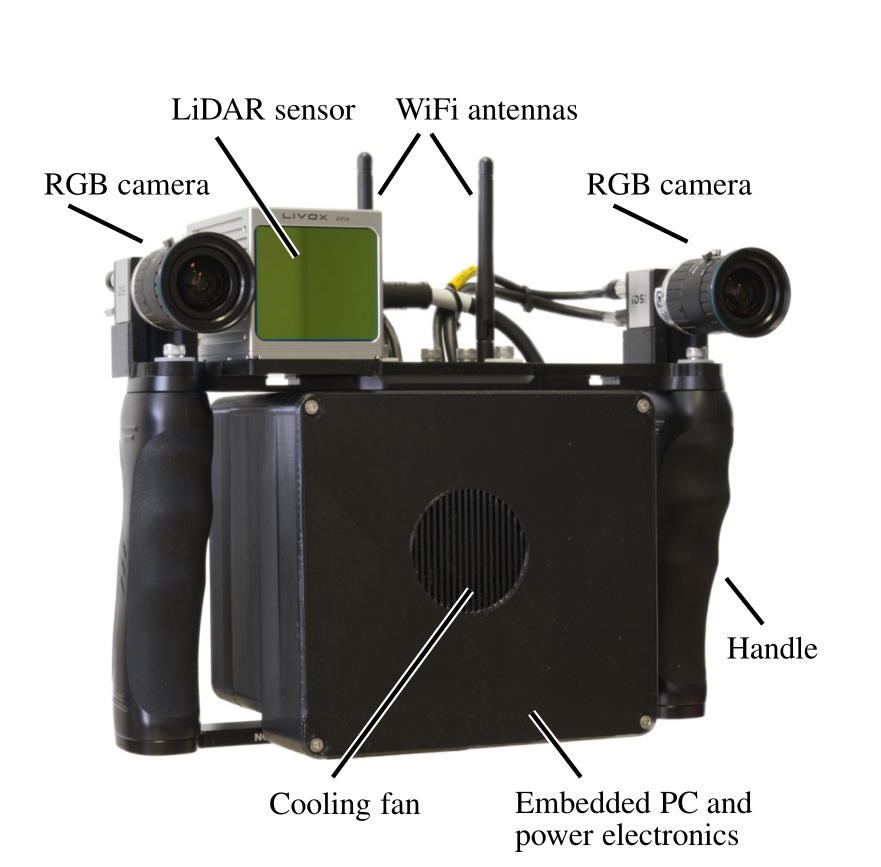 LiDAR sensor
WiFi antennas
RGB camera
RGB camera
LIVOX AVIA
iDS
Handle
Cooling fan
Embedded PC and
power electronics